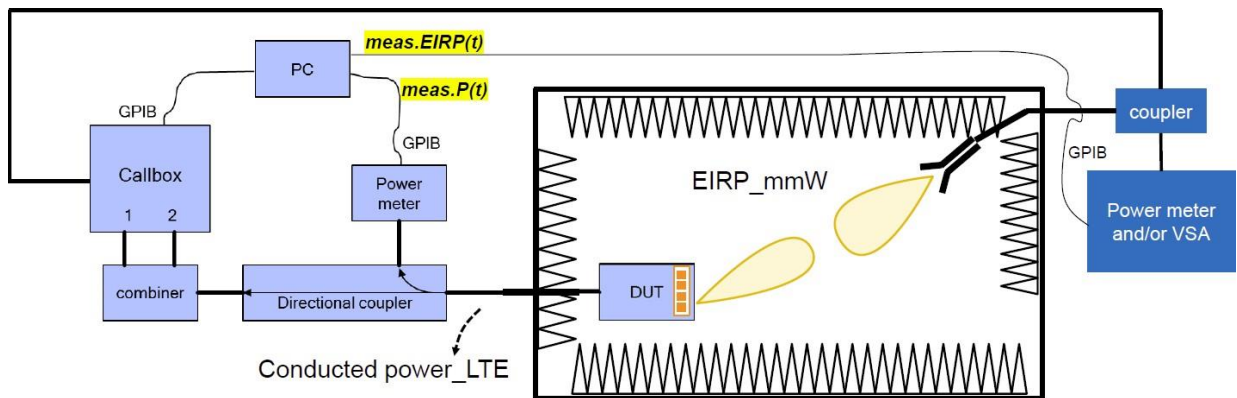 meas.EIRP(t)
PC
meas.P(t)
GPIB
GPIB
coupler
Callbox
1 2
Power
meter
EIRP_mmW
GPIB
Power meter
and/or VSA
combiner
Directional coupler
DUT
Conducted power_LTE